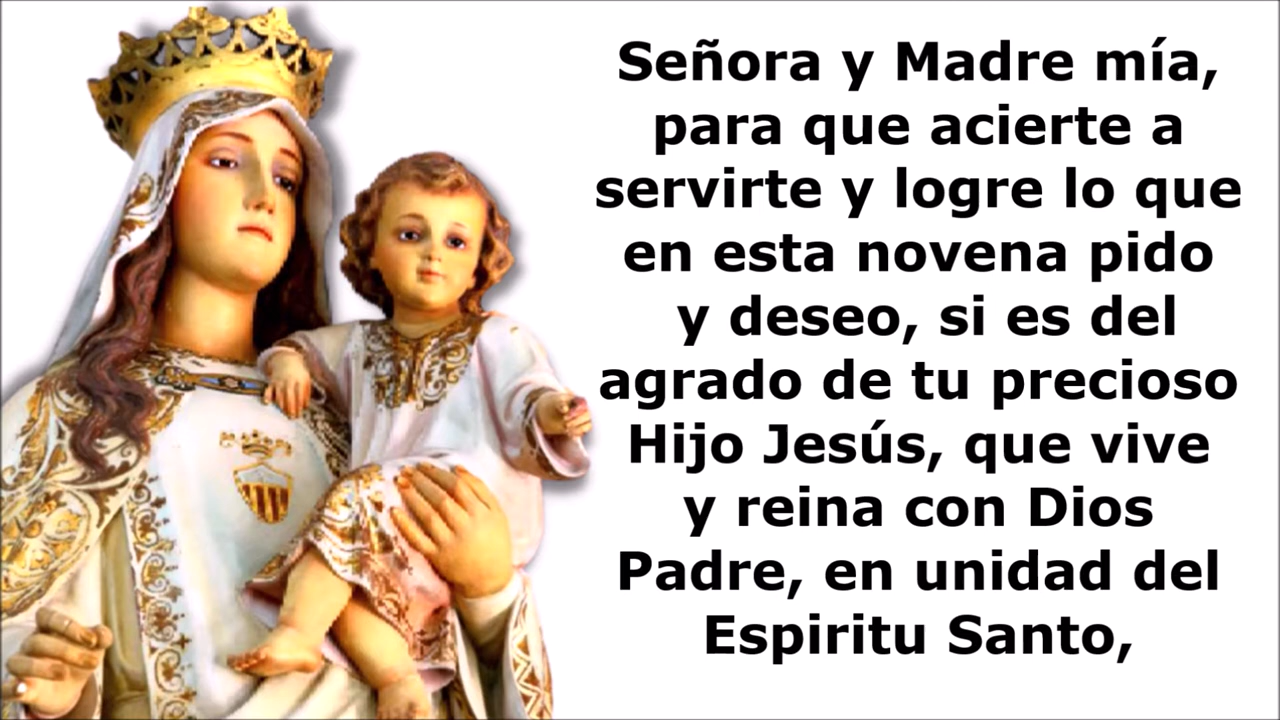 Señora y Madre mía,
para que acierte a
servirte y logre lo que
en esta novena pido
y deseo, si es del
agrado de tu precioso
Hijo Jesús, que vive
y reina con Dios
Padre, en unidad del
Espiritu Santo,